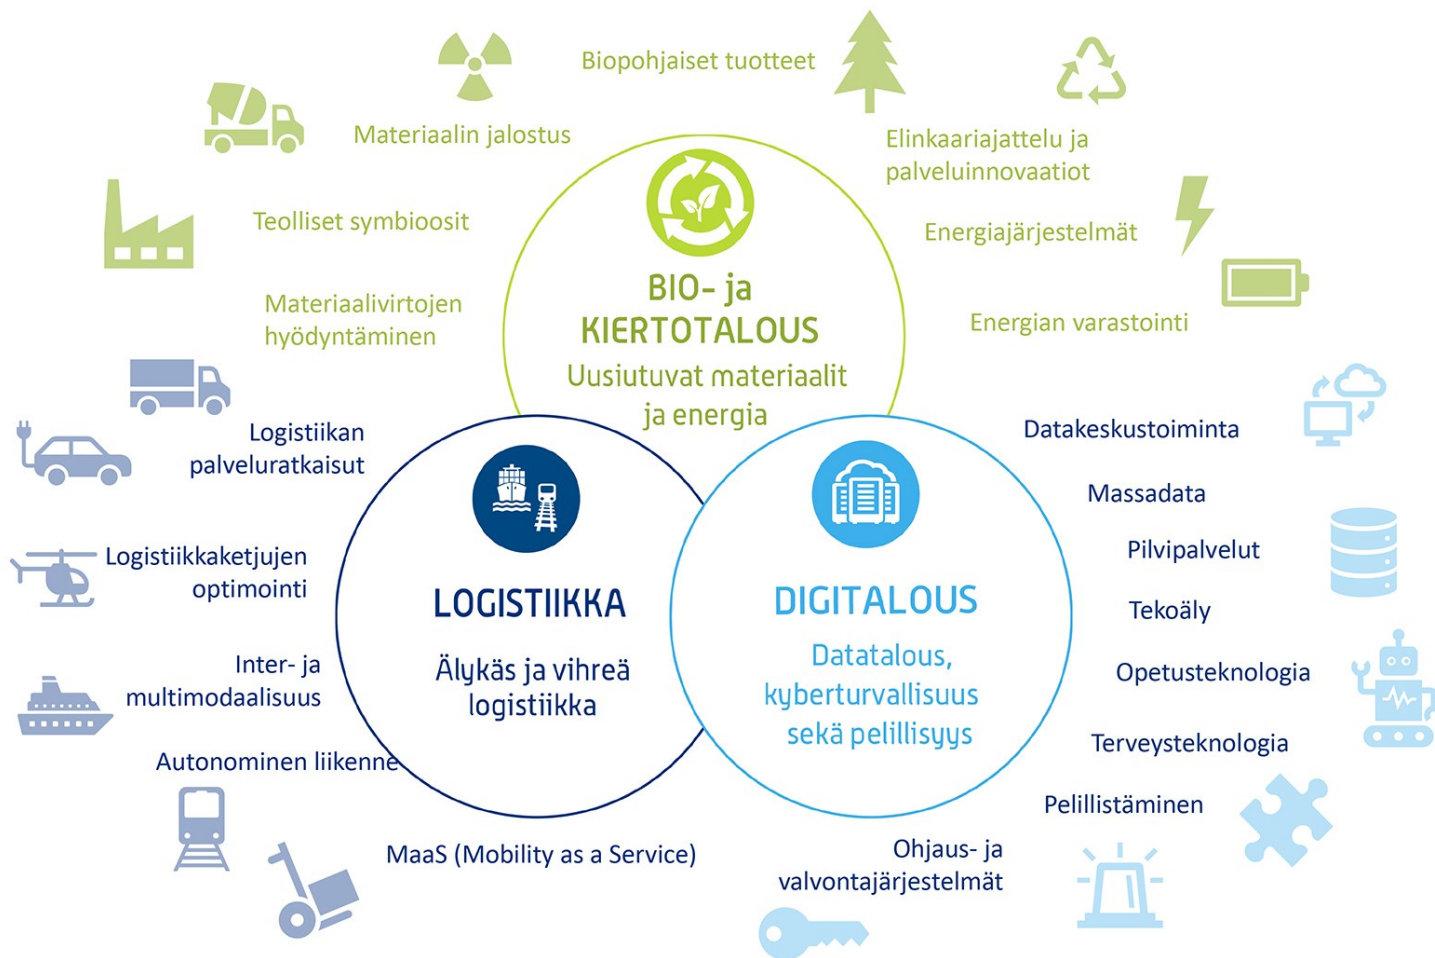 Biopohjaiset tuotteet
Materiaalin jalostus
Elinkaariajattelu ja
palveluinnovaatiot
Teolliset symbioosit
Energiajärjestelmät
Materiaalivirtojen
hyödyntäminen
Energian varastointi
BIO- ja
KIERTOTALOUS
Uusiutuvat materiaalit
ja energia
Logistiikan
palveluratkaisut
Logistiikkaketjujen
optimointi
Inter- ja
multimodaalisuus
Autonominen liikenne
MaaS (Mobility as a Service)
LOGISTIIKKA
Älykäs ja vihreä
logistiikka
DIGITALOUS
Datatalous,
kyberturvallisuus
sekä pelillisyys
Datakeskustoiminta
Massadata
Pilvipalvelut
Tekoäly
Opetusteknologia
Terveysteknologia
Pelillistäminen
Ohjaus- ja
valvontajärjestelmät